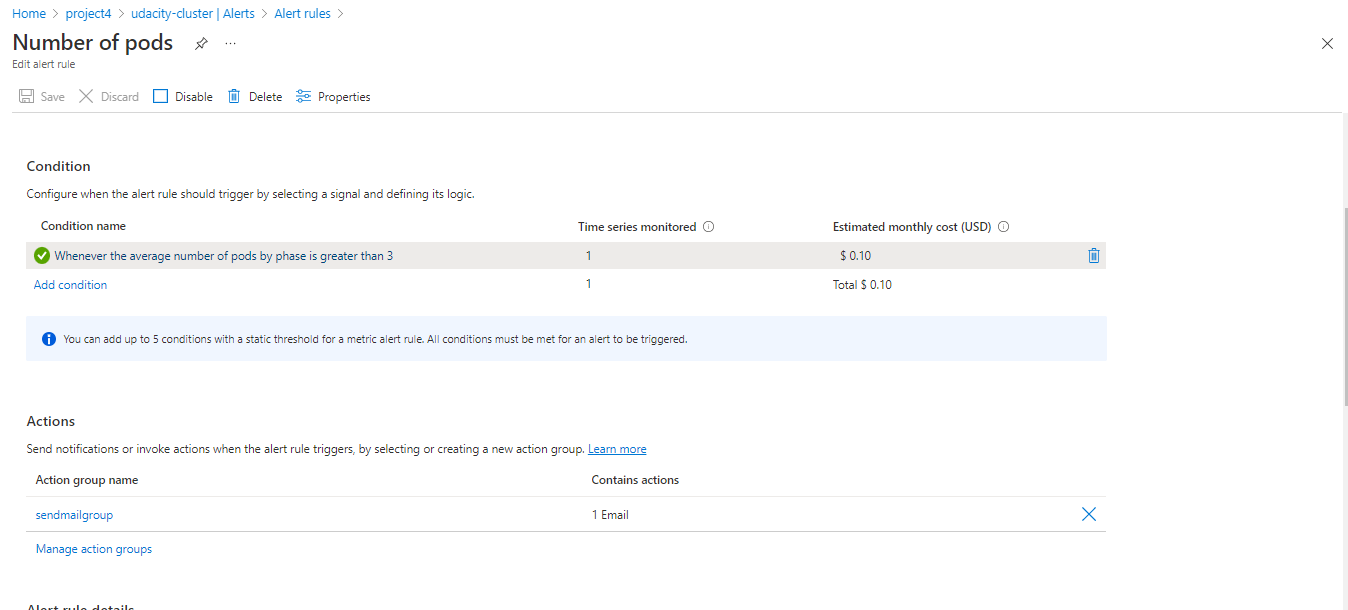 Home > project4 > udacity-cluster | Alerts > Alert rules >
Number of pods ...
Edit alert rule
Save Discard Disable Delete Properties
Condition
Configure when the alert rule should trigger by selecting a signal and defining its logic.
Condition name Time series monitored Estimated monthly cost (USD)
Whenever the average number of pods by phase is greater than 3 1 $ 0.10
Add condition 1 Total $ 0.10
You can add up to 5 conditions with a static threshold for a metric alert rule. All conditions must be met for an alert to be triggered.
Actions
Send notifications or invoke actions when the alert rule triggers, by selecting or creating a new action group. Learn more
Action group name Contains actions
sendmailgroup 1 Email
Manage action groups
Alert rule details